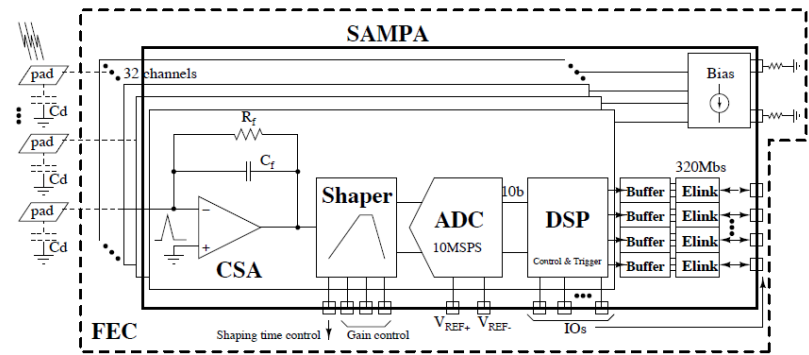 SAMPA
pad
32 channels
Bias
Cd
Rf
pad
Cf
320Mbs
Cd
Shaper
10b
Buffer
Elink
pad
ADC
DSP
Buffer
Elink
10MSPS
Buffer
Elink
Cd
CSA
Control & Trigger
Buffer
Elink
FEC
Shaping time control
Gain control
VREF+
VREF-
IOs